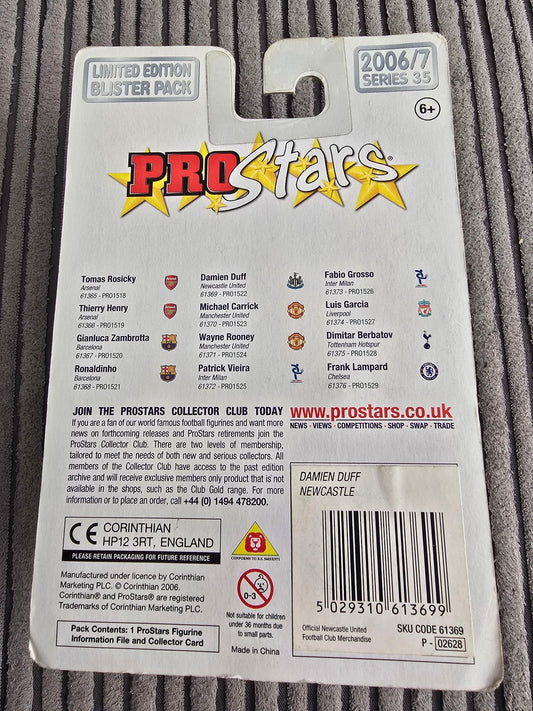 LIMITED EDITION
BLISTER PACK
2006/7
SERIES 35
6+
PROStars®
Tomas Rosicky
Arsenal
61365 - PRO1518
Thierry Henry
Arsenal
61366 - PRO1519
Gianluca Zambrotta
Barcelona
61367 - PRO1520
Ronaldinho
Barcelona
61368 - PRO1521
Damien Duff
Newcastle United
61369 - PRO1522
Michael Carrick
Manchester United
61370 - PRO1523
Wayne Rooney
Manchester United
61371 - PRO1524
Patrick Vieira
Inter Milan
61372 - PRO1525
Fabio Grosso
Inter Milan
61373 - PRO1526
Luis Garcia
Liverpool
61374 - PRO1527
Dimitar Berbatov
Tottenham Hotspur
61375 - PRO1528
Frank Lampard
Chelsea
61376 - PRO1529
JOIN THE PROSTARS COLLECTOR CLUB TODAY
If you are a fan of our world famous football figurines and want more
news on forthcoming releases and ProStars retirements join the
ProStars Collector Club. There are two levels of membership,
tailored to meet the needs of both new and serious collectors. All
members of the Collector Club have access to the past edition
archive and will receive exclusive members only product that is not
available in the shops, such as the Club Gold range. For more
information or to place an order, call +44 (0) 1494 478200.
www.prostars.co.uk
NEWS - VIEWS - COMPETITIONS - SHOP - SWAP - TRADE
CE CORINTHIAN
HP12 3RT, ENGLAND
PLEASE RETAIN PACKAGING FOR FUTURE REFERENCE
Manufactured under licence by Corinthian
Marketing PLC. © Corinthian 2006.
Corinthian® and ProStars® are registered
Trademarks of Corinthian Marketing PLC.
Pack Contents: 1 ProStars Figurine
Information File and Collector Card
0-3
Not suitable for children
under 36 months due
to small parts.
Made in China
DAMIEN DUFF
NEWCASTLE
5 029310 613699
Official Newcastle United
Football Club Merchandise
SKU CODE 61369
P - 02628